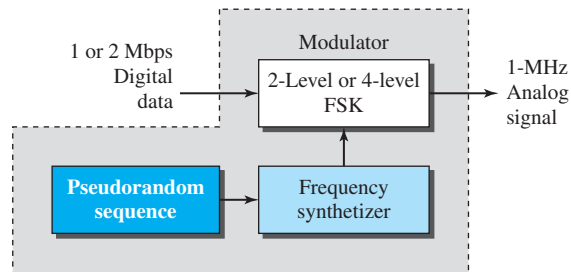 Modulator
1 or 2 Mbps
Digital
data
2-Level or 4-level
FSK
1-MHz
Analog
signal
Pseudorandom
sequence
Frequency
synthetizer